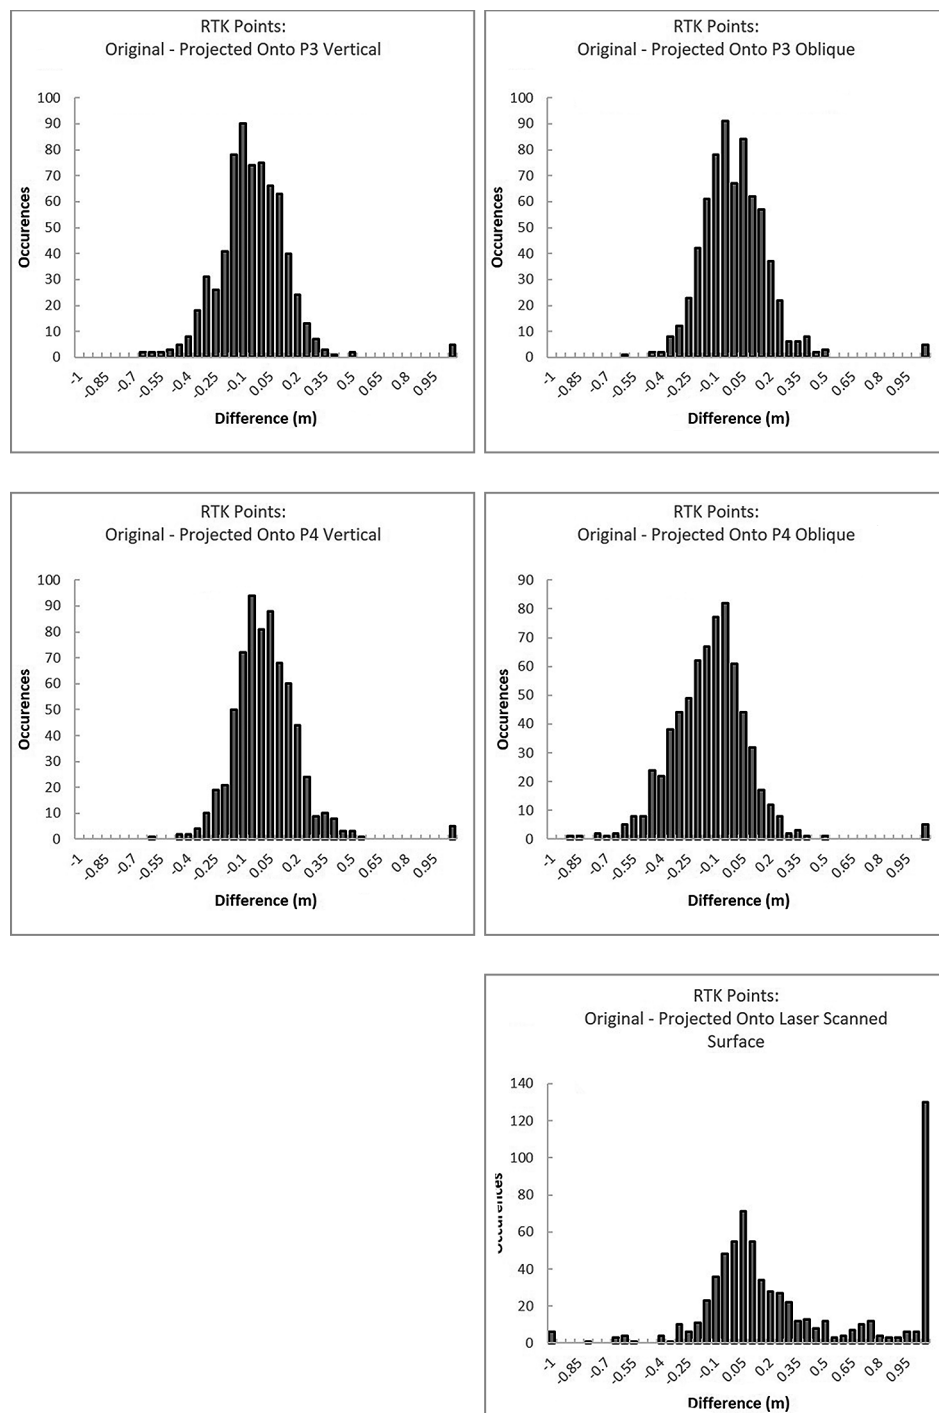 RTK Points:
Original - Projected Onto P3 Vertical
100
90
80
70
60
50
40
30
20
10
0
Occurences
-1 -0.85 -0.7 -0.55 -0.4 -0.25 -0.1 0.05 0.2 0.35 0.5 0.65 0.8 0.95
Difference (m)
RTK Points:
Original - Projected Onto P3 Oblique
100
90
80
70
60
50
40
30
20
10
0
Occurences
-1 -0.85 -0.7 -0.55 -0.4 -0.25 -0.1 0.05 0.2 0.35 0.5 0.65 0.8 0.95
Difference (m)
RTK Points:
Original - Projected Onto P4 Vertical
100
90
80
70
60
50
40
30
20
10
0
Occurences
-1 -0.85 -0.7 -0.55 -0.4 -0.25 -0.1 0.05 0.2 0.35 0.5 0.65 0.8 0.95
Difference (m)
RTK Points:
Original - Projected Onto P4 Oblique
90
80
70
60
50
40
30
20
10
0
Occurences
-1 -0.85 -0.7 -0.55 -0.4 -0.25 -0.1 0.05 0.2 0.35 0.5 0.65 0.8 0.95
Difference (m)
RTK Points:
Original - Projected Onto Laser Scanned
Surface
140
120
100
80
60
40
20
0
Occurences
-1 -0.85 -0.7 -0.55 -0.4 -0.25 -0.1 0.05 0.2 0.35 0.5 0.65 0.8 0.95
Difference (m)